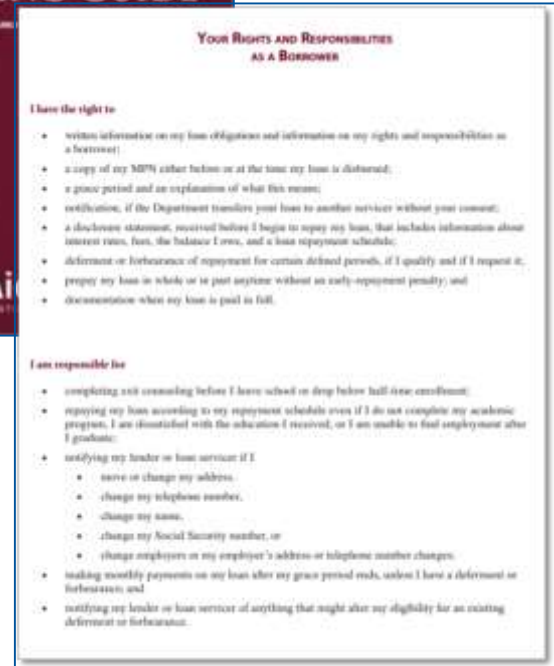 YOUR RIGHTS AND RESPONSIBILITIES
AS A BORROWER
I have the right to
• written information on my loan obligations and information on my rights and responsibilities as
a borrower;
• a copy of my MPN either before or at the time my loan is disbursed;
• a grace period and an explanation of what this means;
• notification, if the Department transfers your loan to another servicer without your consent;
• a disclosure statement, received before I begin to repay my loan, that includes information about
interest rates, fees, the balance I owe, and a loan repayment schedule;
• deferment or forbearance of repayment for certain defined periods, if I qualify and if I request it;
• prepay my loan in whole or in part anytime without an early-repayment penalty; and
• documentation when my loan is paid in full.
I am responsible for
• completing exit counseling before I leave school or drop below half-time enrollment;
• repaying my loan according to my repayment schedule even if I do not complete my academic
program, I am dissatisfied with the education I received, or I am unable to find employment after
I graduate;
• notifying my lender or loan servicer if I
• move or change my address,
• change my telephone number,
• change my name,
• change my Social Security number, or
• change employers or my employer's address or telephone number changes;
• making monthly payments on my loan after my grace period ends, unless I have a deferment or
forbearance; and
• notifying my lender or loan servicer of anything that might alter my eligibility for an existing
deferment or forbearance.